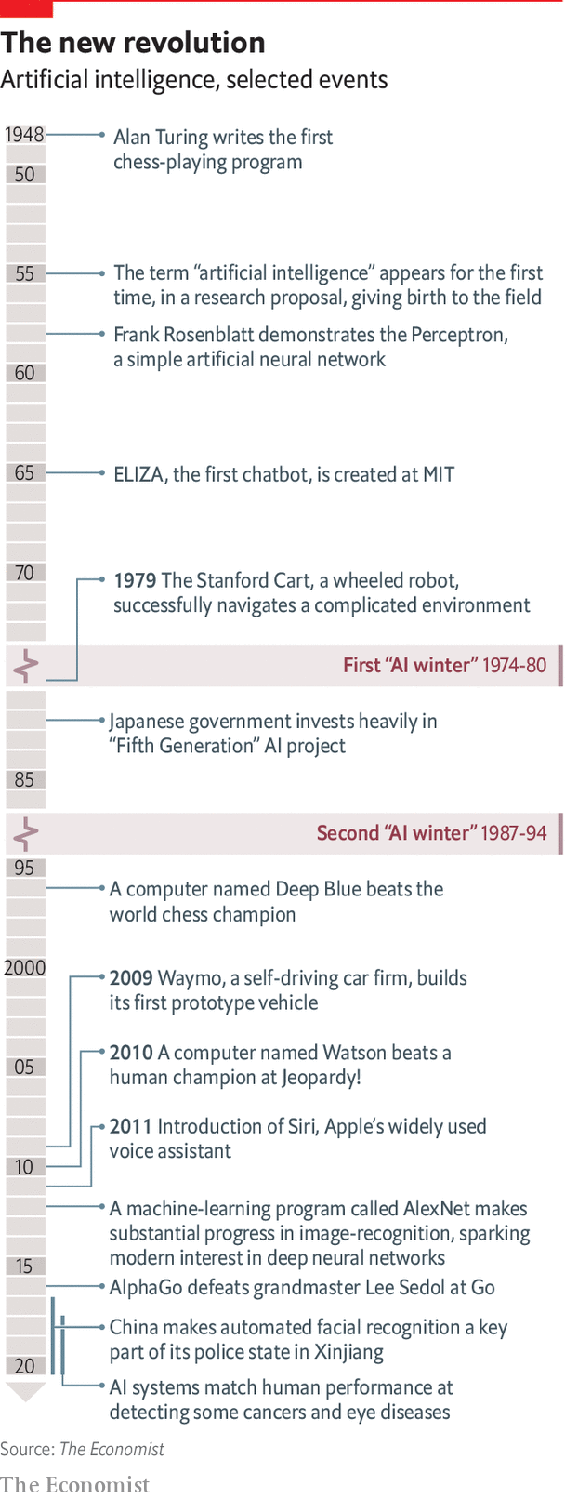 The new revolution
Artificial intelligence, selected events
1948
Alan Turing writes the first
chess-playing program
50
55
The term “artificial intelligence” appears for the first
time, in a research proposal, giving birth to the field
Frank Rosenblatt demonstrates the Perceptron,
a simple artificial neural network
60
65
ELIZA, the first chatbot, is created at MIT
70
1979 The Stanford Cart, a wheeled robot,
successfully navigates a complicated environment
First “AI winter” 1974-80
Japanese government invests heavily in
“Fifth Generation” AI project
85
Second “AI winter” 1987-94
95
A computer named Deep Blue beats the
world chess champion
2000
2009 Waymo, a self-driving car firm, builds
its first prototype vehicle
2010 A computer named Watson beats a
human champion at Jeopardy!
05
2011 Introduction of Siri, Apple’s widely used
voice assistant
10
A machine-learning program called AlexNet makes
substantial progress in image-recognition, sparking
modern interest in deep neural networks
15
AlphaGo defeats grandmaster Lee Sedol at Go
China makes automated facial recognition a key
part of its police state in Xinjiang
20
AI systems match human performance at
detecting some cancers and eye diseases
Source: The Economist
The Economist